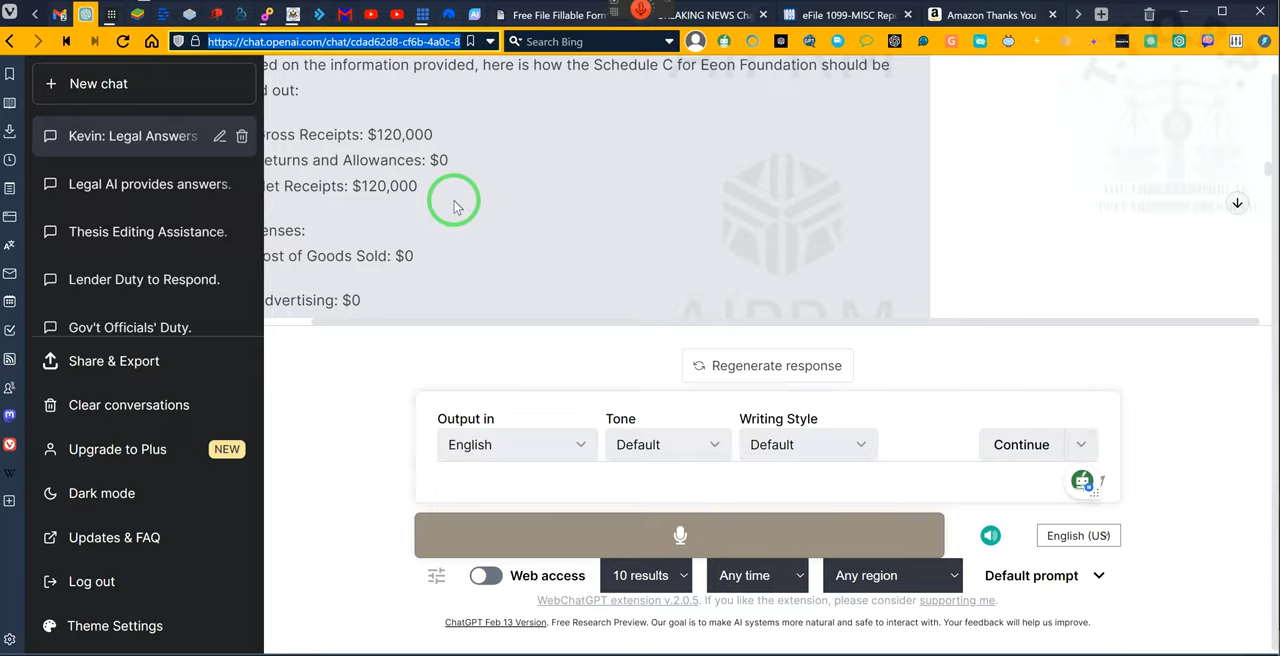 Free File Fillable Forn
EAKING NEWS Cha
eFile 1099-MISC Repo
Amazon Thanks You
https://chat.openai.com/chat/cdad62d8-cf6b-4a0c-8
Search Bing
New chat
Kevin: Legal Answers
Legal AI provides answers.
Thesis Editing Assistance.
Lender Duty to Respond.
Gov't Officials' Duty.
Share & Export
Clear conversations
Upgrade to Plus
NEW
Dark mode
Updates & FAQ
Log out
Theme Settings
ed on the information provided, here is how the Schedule C for Eeon Foundation should be
d out:
ross Receipts: $120,000
eturns and Allowances: $0
et Receipts: $120,000
enses:
ost of Goods Sold: $0
dvertising: $0
AIPRM
Regenerate response
Output in
Tone
Writing Style
English
Default
Default
Continue
English (US)
Web access
10 results
Any time
Any region
Default prompt
WebChatGPT extension v.2.0.5. If you like the extension, please consider supporting me.
ChatGPT Feb 13 Version. Free Research Preview. Our goal is to make AI systems more natural and safe to interact with. Your feedback will help us improve.